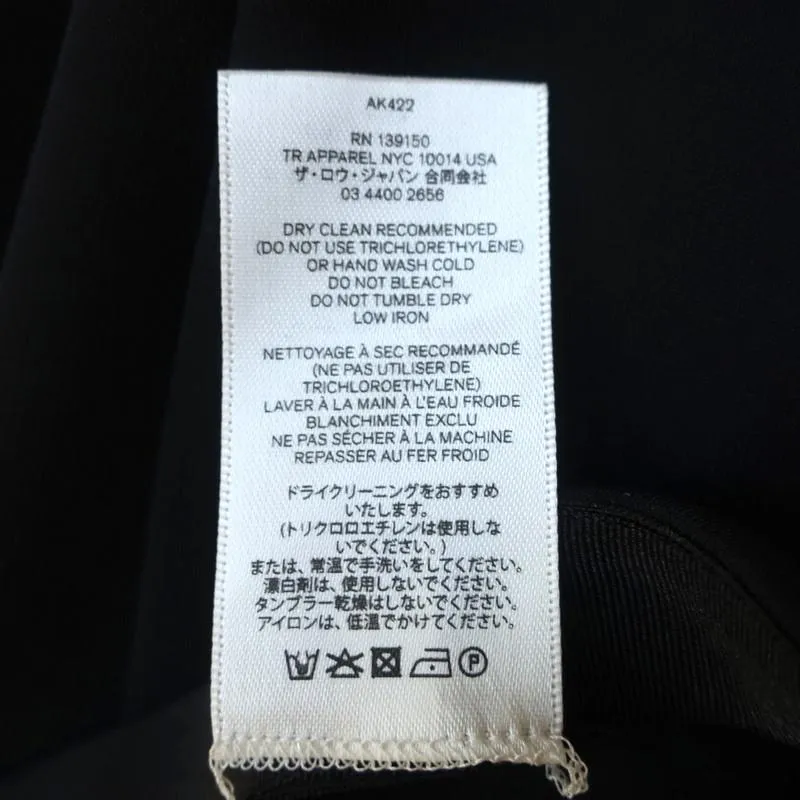 AK422
RN 139150
TR APPAREL NYC 10014 USA
ザ・ロウ・ジャパン 合同会社
03 4400 2656
DRY CLEAN RECOMMENDED
(DO NOT USE TRICHLORETHYLENE)
OR HAND WASH COLD
DO NOT BLEACH
DO NOT TUMBLE DRY
LOW IRON
NETTOYAGE À SEC RECOMMANDÉ
(NE PAS UTILISER DE
TRICHLOROETHYLENE)
LAVER À LA MAIN À L'EAU FROIDE
BLANCHIMENT EXCLU
NE PAS SÉCHER À LA MACHINE
REPASSER AU FER FROID
ドライクリーニングをおすすめ
いたします。
(トリクロロエチレンは使用しな
いでください。)
または、常温で手洗いをしてください。
漂白剤は、使用しないでください。
タンブラー乾燥はしないでください。
アイロンは、低温でかけてください。
P